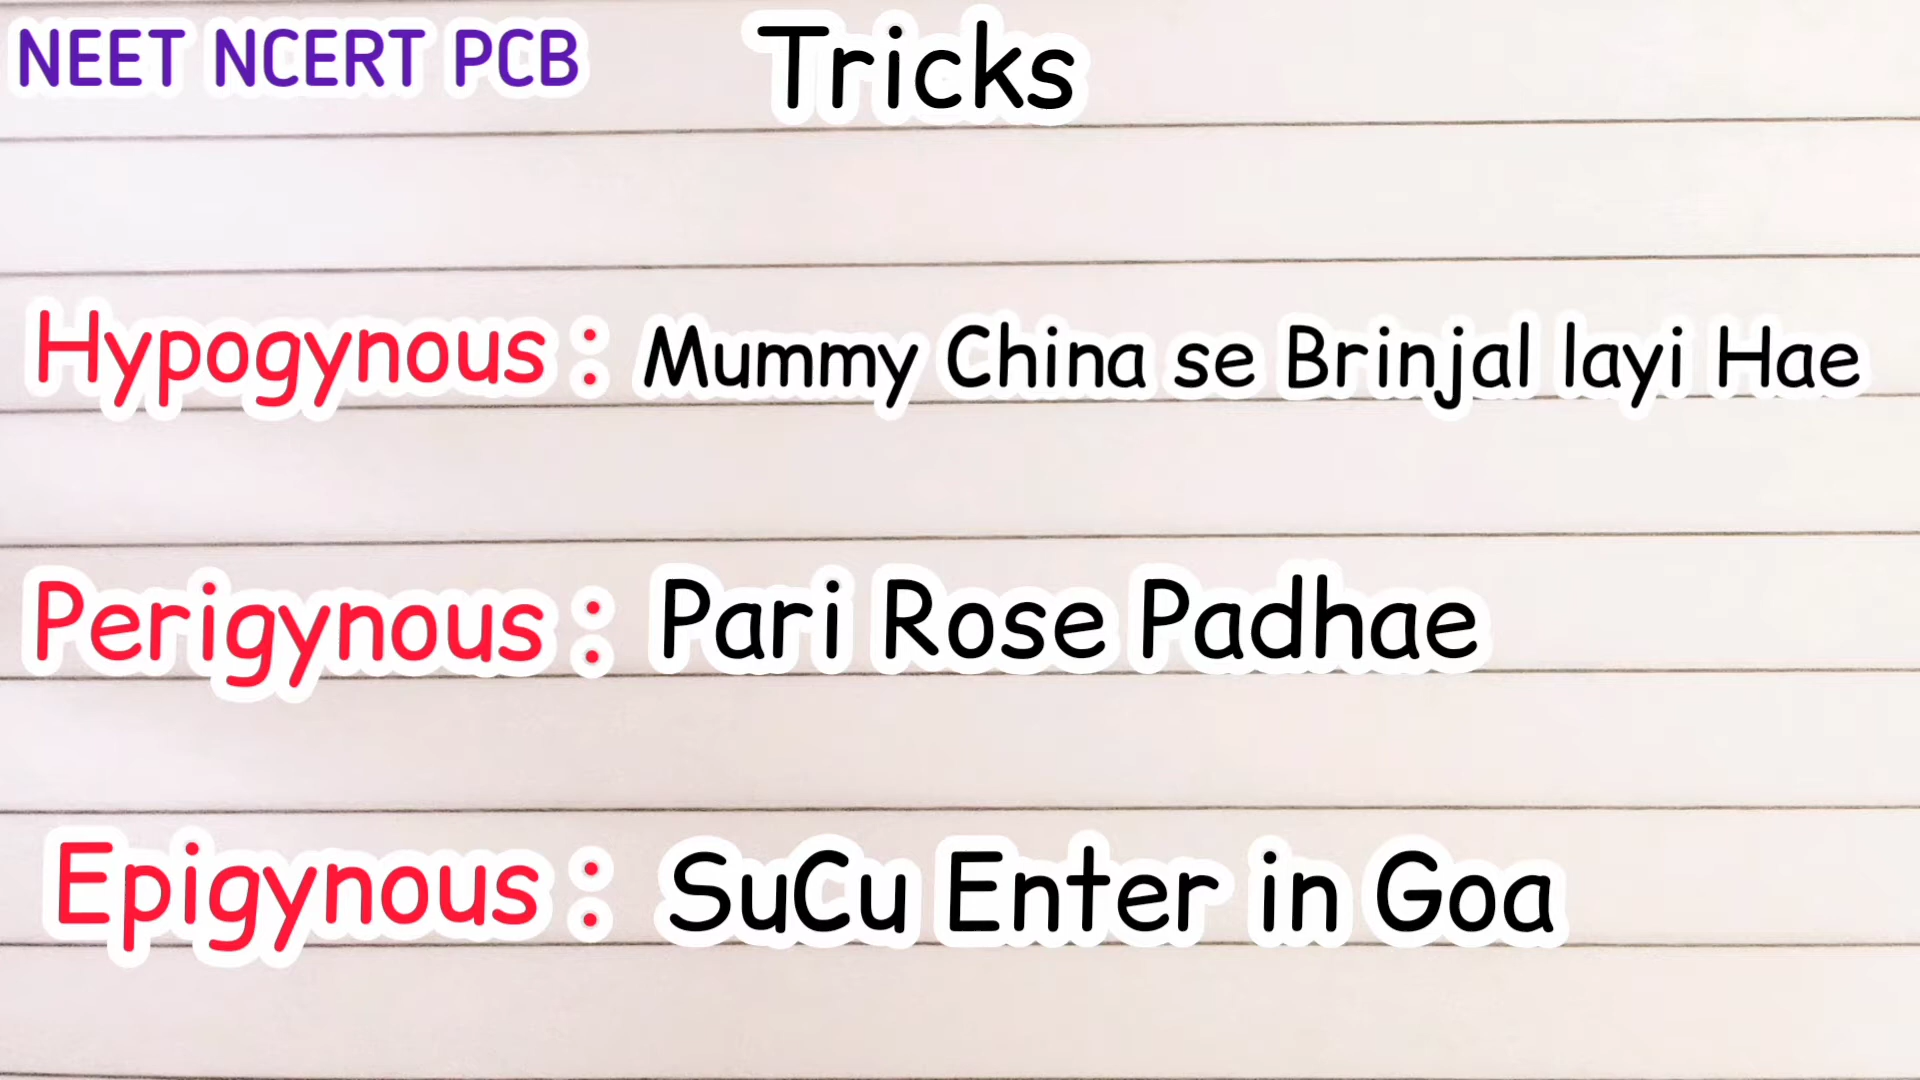 NEET NCERT PCB Tricks
Hypogynous : Mummy China se Brinjal layi Hae
Perigynous : Pari Rose Padhae
Epigynous : SuCu Enter in Goa